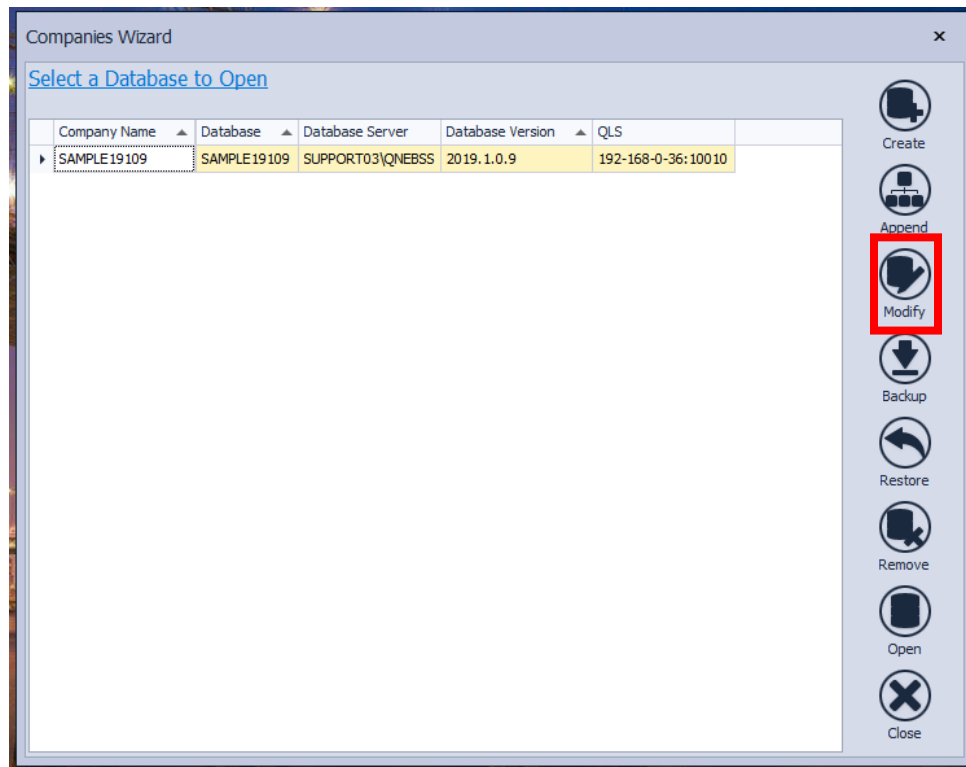 Companies Wizard
Select a Database to Open
Company Name Database Database Server Database Version QLS
SAMPLE19109 SAMPLE19109 SUPPORT03\QNEBSS 2019.1.0.9 192-168-0-36:10010
Create
Append
Modify
Backup
Restore
Remove
Open
Close